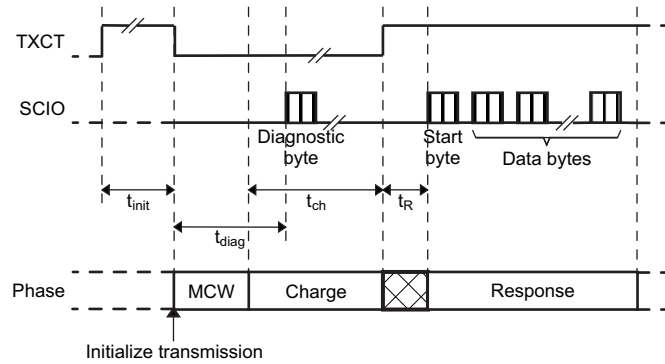 TXCT
SCIO
Diagnostic
byte
Start
byte
Data bytes
tinit
tch
tR
tdiag
Phase
MCW
Charge
Response
Initialize transmission